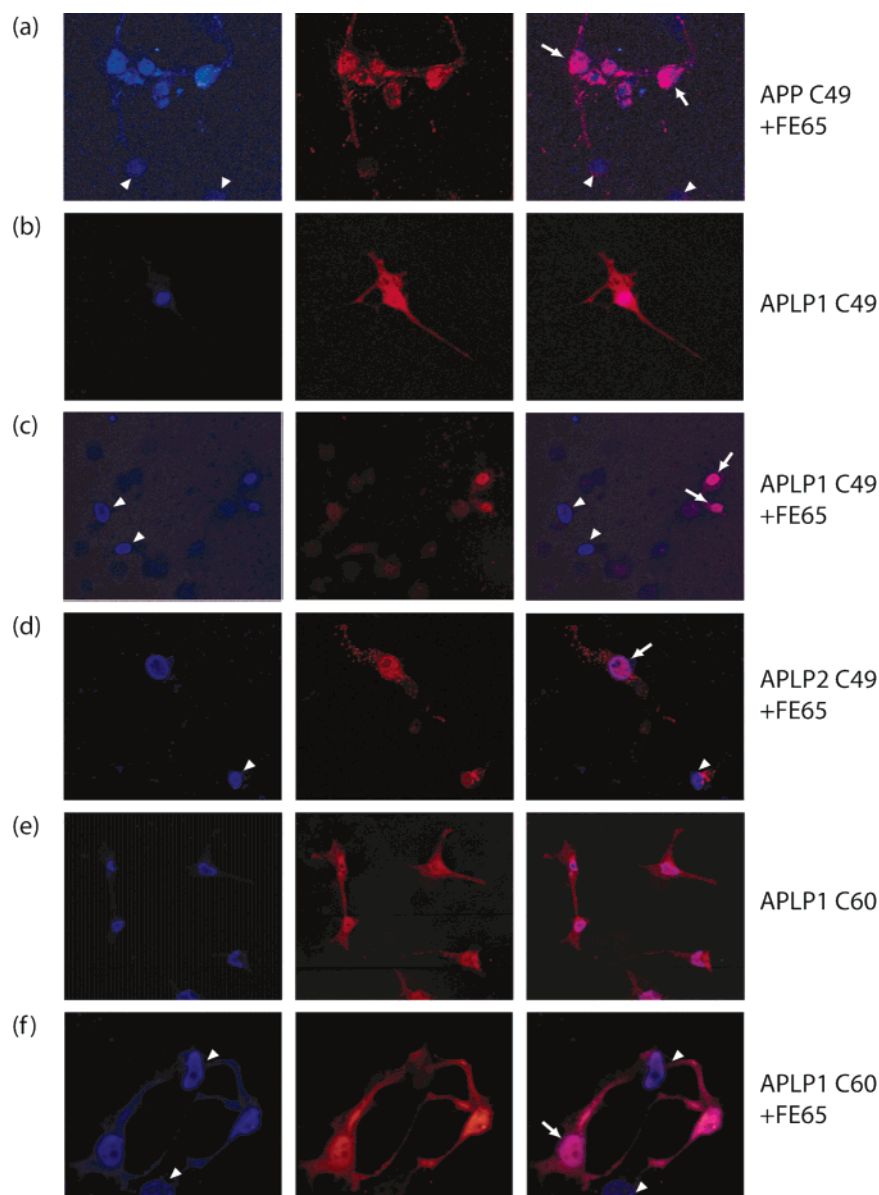 (a)
APP C49
+FE65
(b)
APLP1 C49
(c)
APLP1 C49
+FE65
(d)
APLP2 C49
+FE65
(e)
APLP1 C60
(f)
APLP1 C60
+FE65